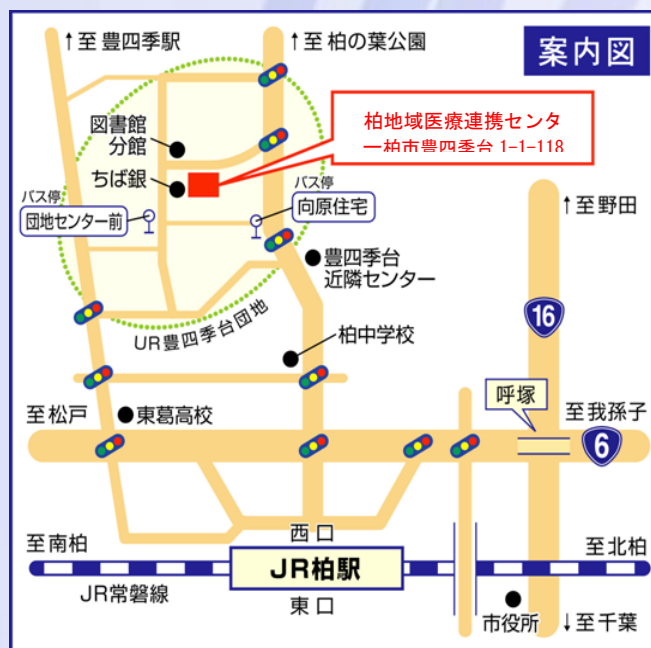 ↑至 豊四季駅
↑至 柏の葉公園
案内図
図書館
分館
柏地域医療連携センタ
ー柏市豊四季台 1-1-118
ちば銀
バス停
団地センター前
バス停
向原住宅
↑至野田
豊四季台
近隣センター
16
UR豊四季台団地
柏中学校
呼塚
至松戸
東葛高校
至我孫子
6
西口
至南柏
JR柏駅
至北柏
JR常磐線
東口
市役所
↓至千葉